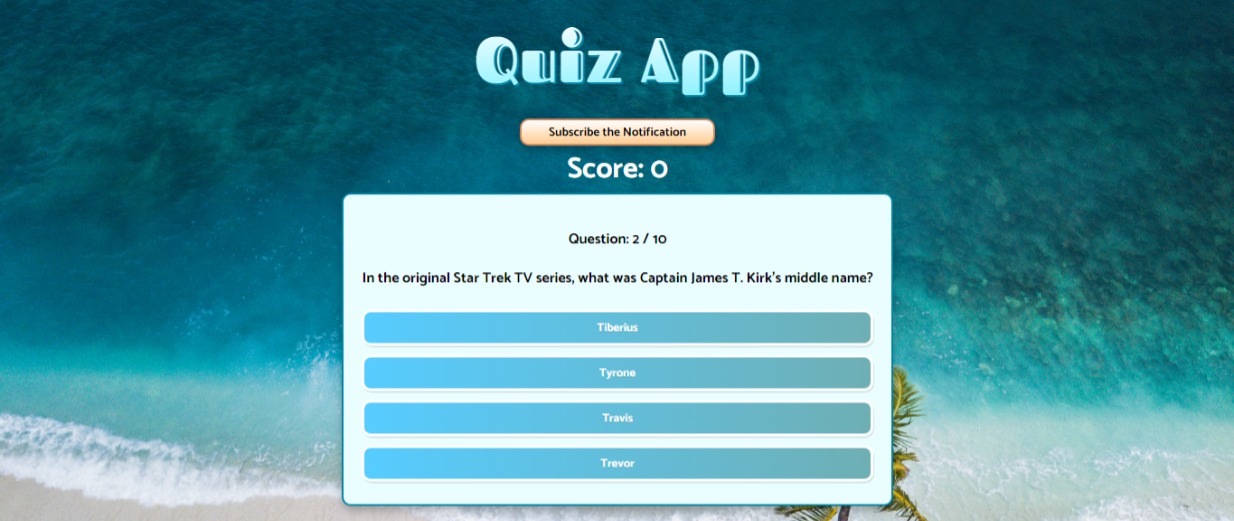 Quiz App
Subscribe the Notification
Score: 0
Question: 2 / 10
In the original Star Trek TV series, what was Captain James T. Kirk's middle name?
Tiberius
Tyrone
Travis
Trevor